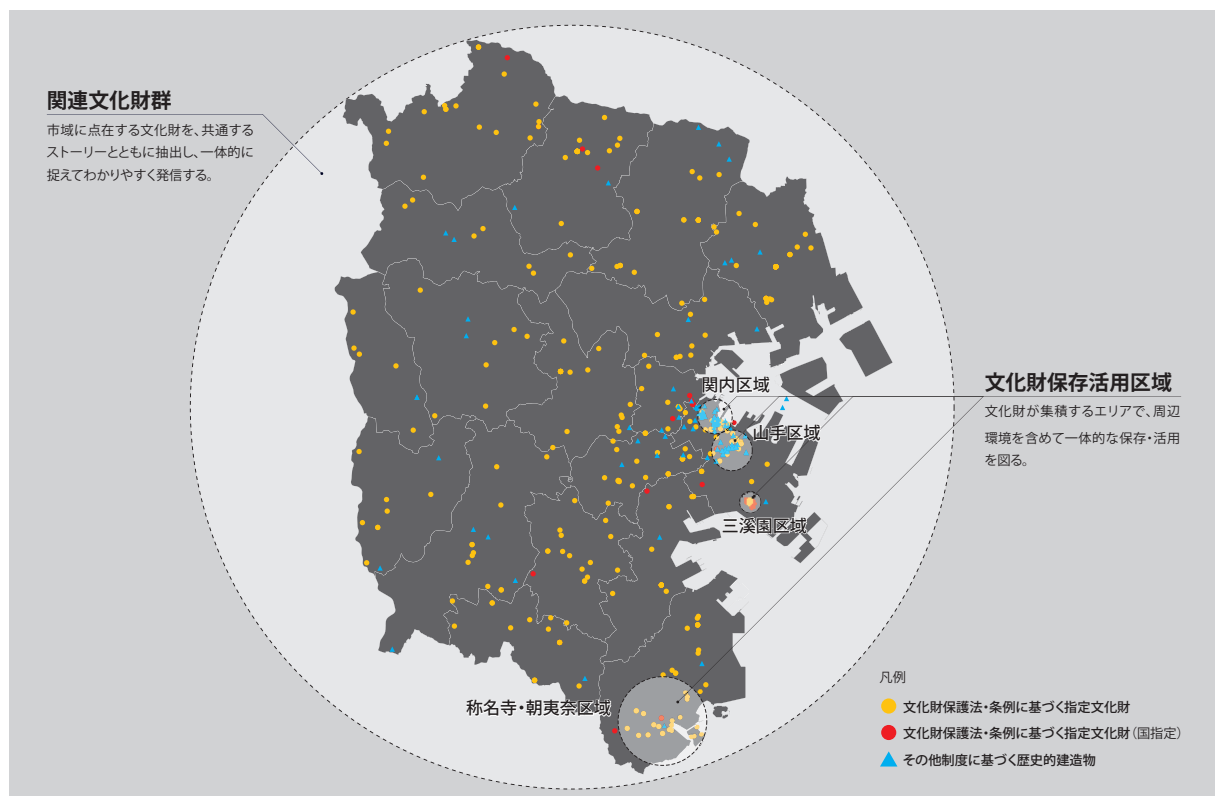 関連文化財群
市域に点在する文化財を、共通する
ストーリーとともに抽出し、一体的に
捉えてわかりやすく発信する。
関内区域
文化財保存活用区域
文化財が集積するエリアで、周辺
環境を含めて一体的な保存・活用
を図る。
山手区域
三溪園区域
称名寺・朝夷奈区域
凡例
文化財保護法・条例に基づく指定文化財
文化財保護法・条例に基づく指定文化財（国指定）
その他制度に基づく歴史的建造物